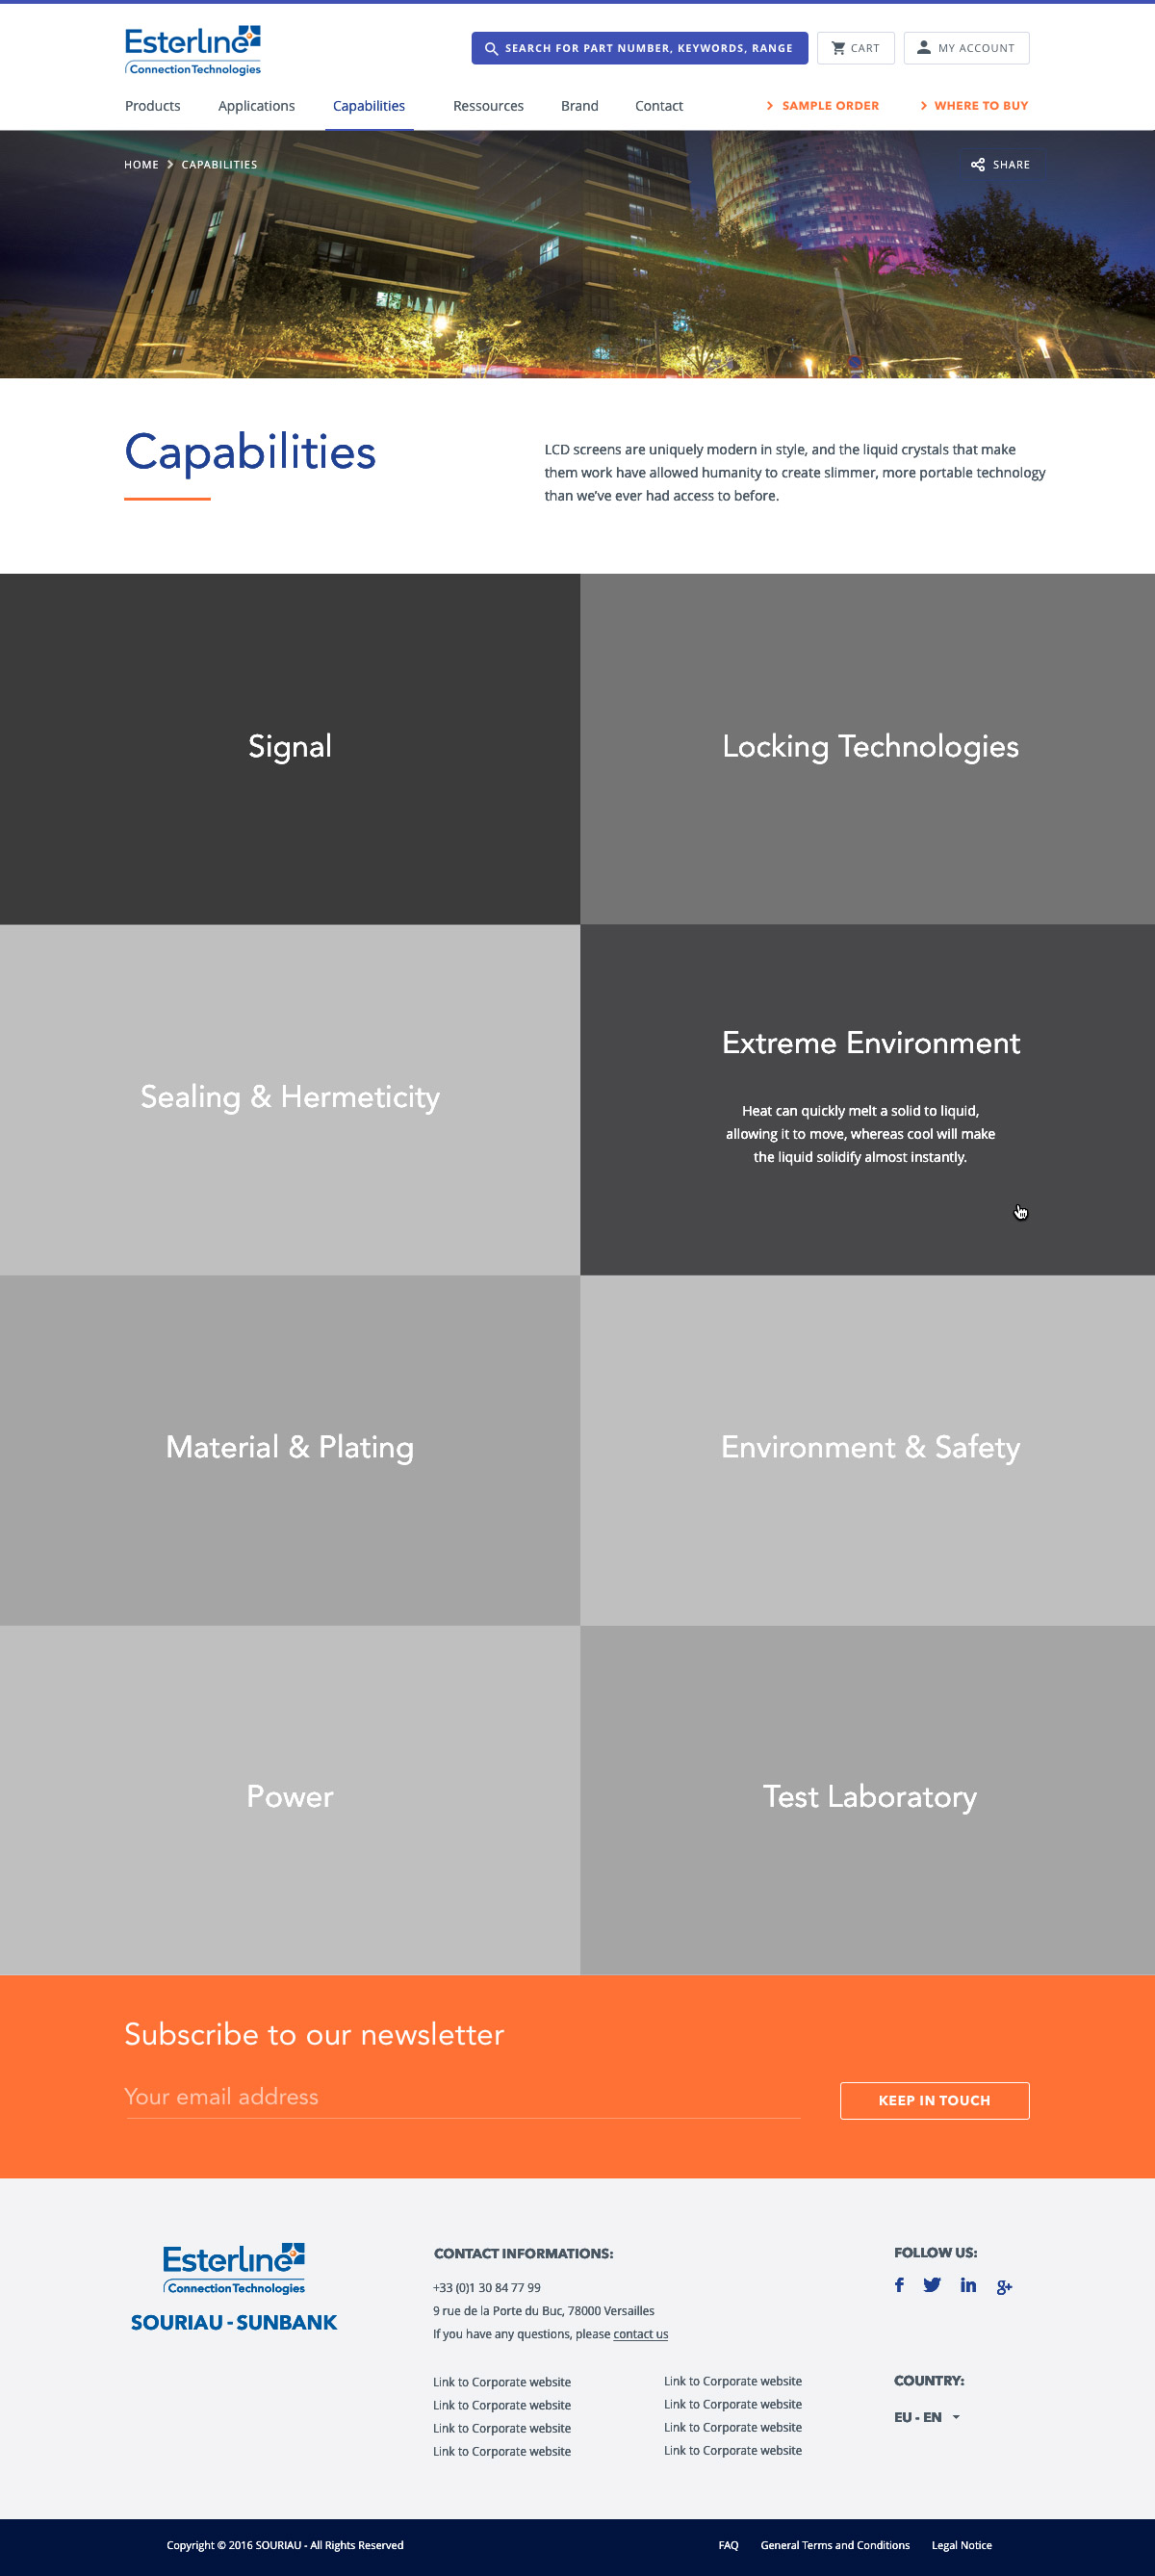 Esterline
Connection Technologies
SEARCH FOR PART NUMBER, KEYWORDS, RANGE
CART
MY ACCOUNT
Products
Applications
Capabilities
Ressources
Brand
Contact
SAMPLE ORDER
WHERE TO BUY
HOME > CAPABILITIES
SHARE
Capabilities
LCD screens are uniquely modern in style, and the liquid crystals that make
them work have allowed humanity to create slimmer, more portable technology
than we've ever had access to before.
Signal
Locking Technologies
Sealing & Hermeticity
Extreme Environment
Heat can quickly melt a solid to liquid,
allowing it to move, whereas cool will make
the liquid solidify almost instantly.
Material & Plating
Environment & Safety
Power
Test Laboratory
Subscribe to our newsletter
Your email address
KEEP IN TOUCH
Esterline
Connection Technologies
SOURIAU - SUNBANK
CONTACT INFORMATIONS:
+33 (0)1 30 84 77 99
9 rue de la Porte du Buc, 78000 Versailles
If you have any questions, please contact us
Link to Corporate website
Link to Corporate website
Link to Corporate website
Link to Corporate website
Link to Corporate website
Link to Corporate website
Link to Corporate website
Link to Corporate website
FOLLOW US:
COUNTRY:
EU - EN
Copyright © 2016 SOURIAU - All Rights Reserved
FAQ
General Terms and Conditions
Legal Notice